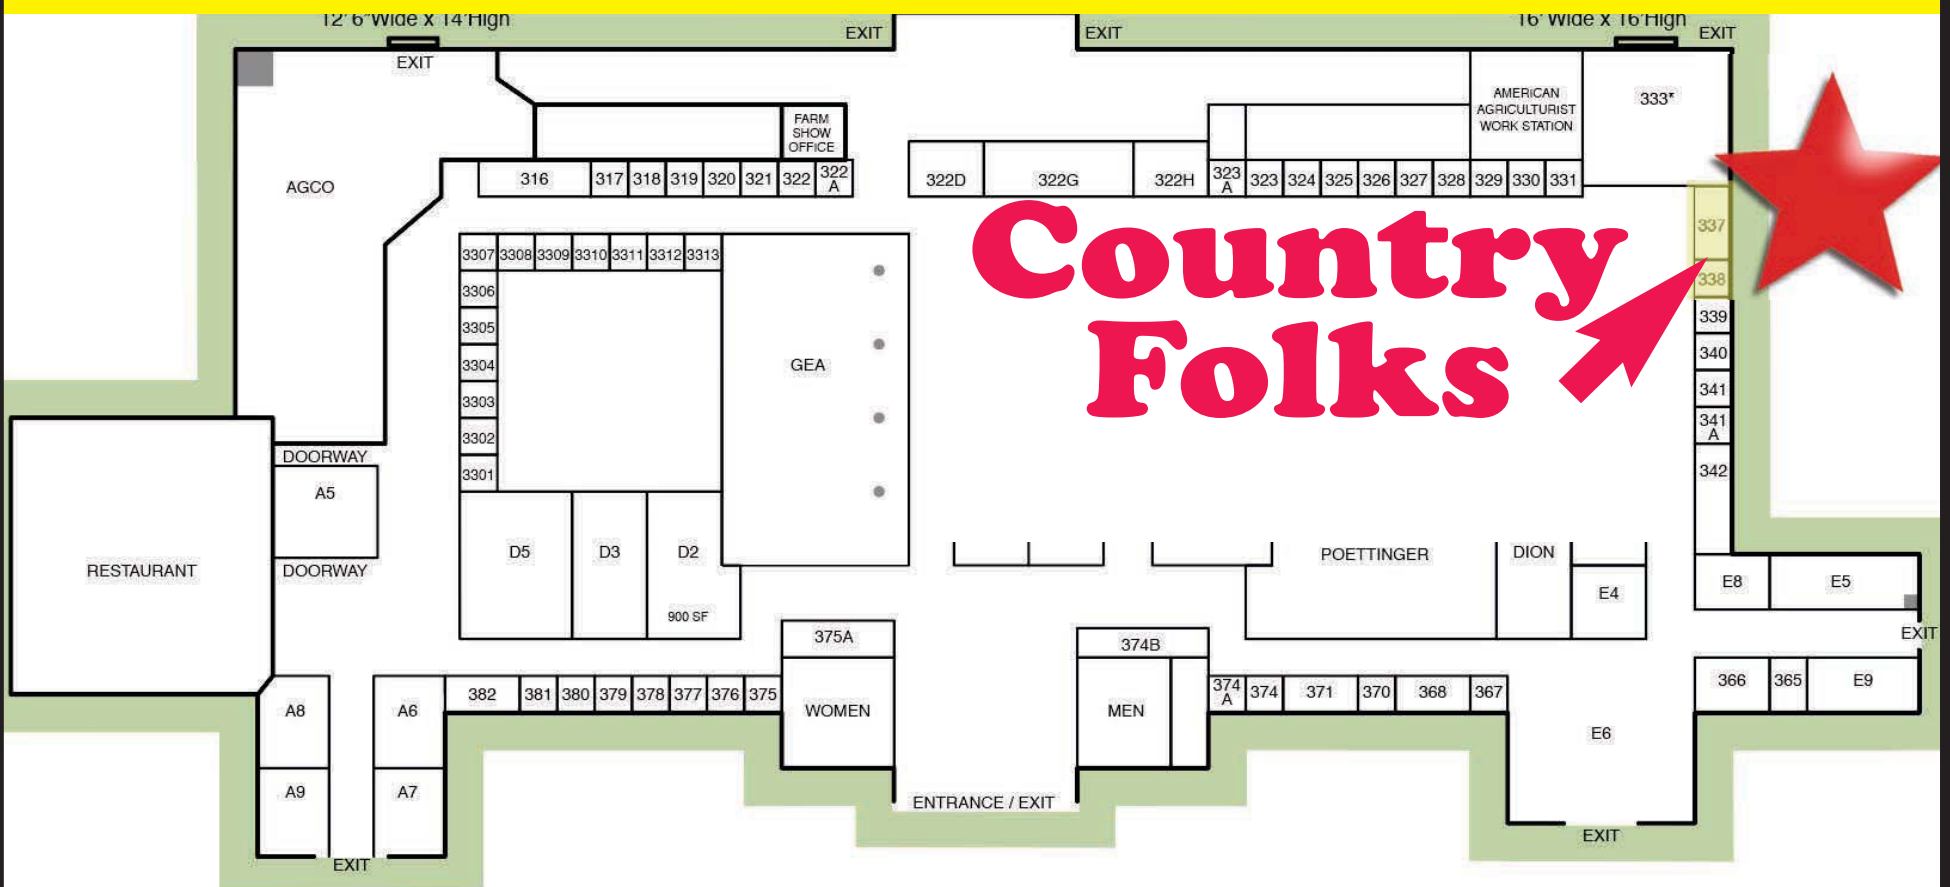 12' 6"Wide x 14'High
16' Wide x 16'High
EXIT
EXIT
EXIT
EXIT
AMERICAN
AGRICULTURIST
WORK STATION
333*
FARM
SHOW
OFFICE
AGCO
316 317 318 319 320 321 322 322
A
322D 322G 322H 323
A 323 324 325 326 327 328 329 330 331
337
338
339
340
341
341
A
342
Country
Folks
3307 3308 3309 3310 3311 3312 3313
3306
3305
3304
3303
3302
3301
GEA
DOORWAY
A5
DOORWAY
RESTAURANT
D5 D3 D2
900 SF
POETTINGER
DION
E4
E8 E5
EXIT
375A
374B
382 381 380 379 378 377 376 375
WOMEN
MEN
374
A 374 371 370 368 367
366 365 E9
A8 A6
E6
A9 A7
ENTRANCE / EXIT
EXIT
EXIT